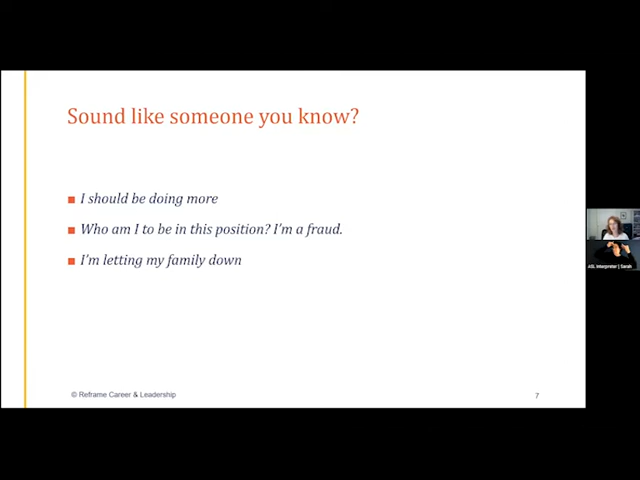 Sound like someone you know?
I should be doing more
Who am I to be in this position? I'm a fraud.
I'm letting my family down
© Reframe Career & Leadership
7
ASL Interpreter | Sarah